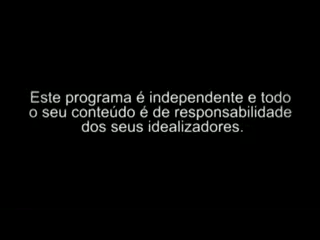 Este programa é independente e todo
o seu conteúdo é de responsabilidade
dos seus idealizadores.